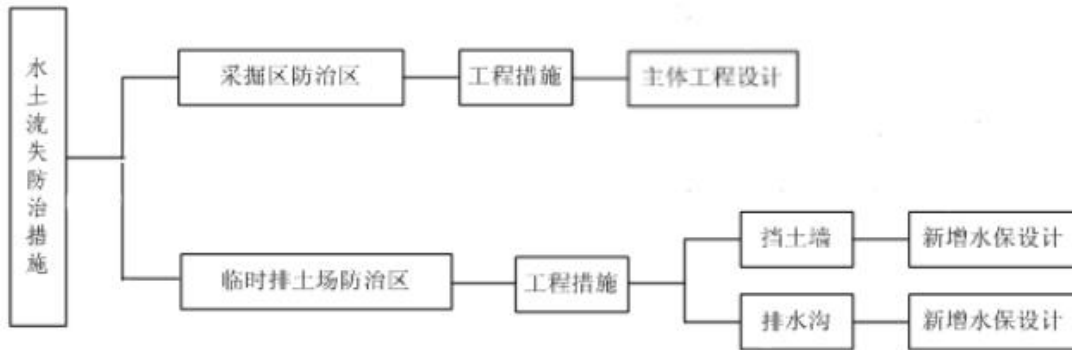 水土流失防治措施
采掘区防治区
工程措施
主体工程设计
临时排土场防治区
工程措施
挡土墙
新增水保设计
排水沟
新增水保设计